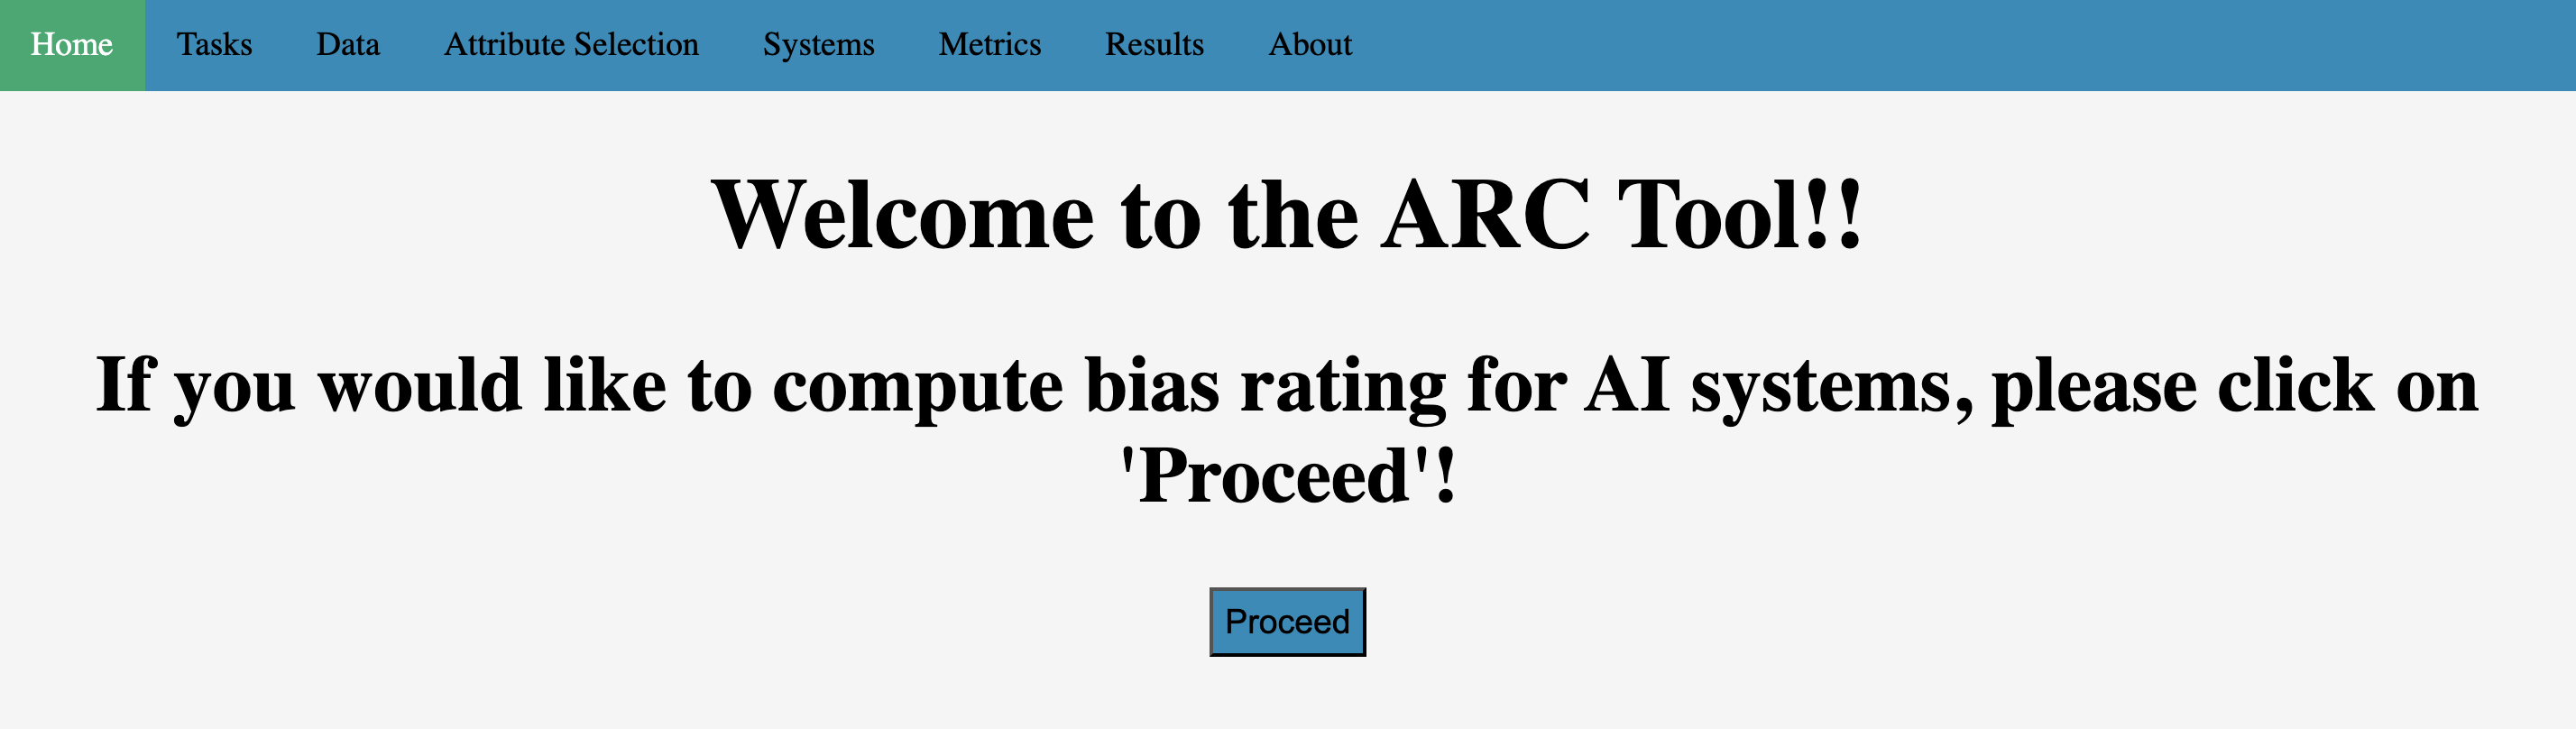 Home Tasks Data Attribute Selection Systems Metrics Results About
Welcome to the ARC Tool!!
If you would like to compute bias rating for AI systems, please click on
'Proceed'!
Proceed